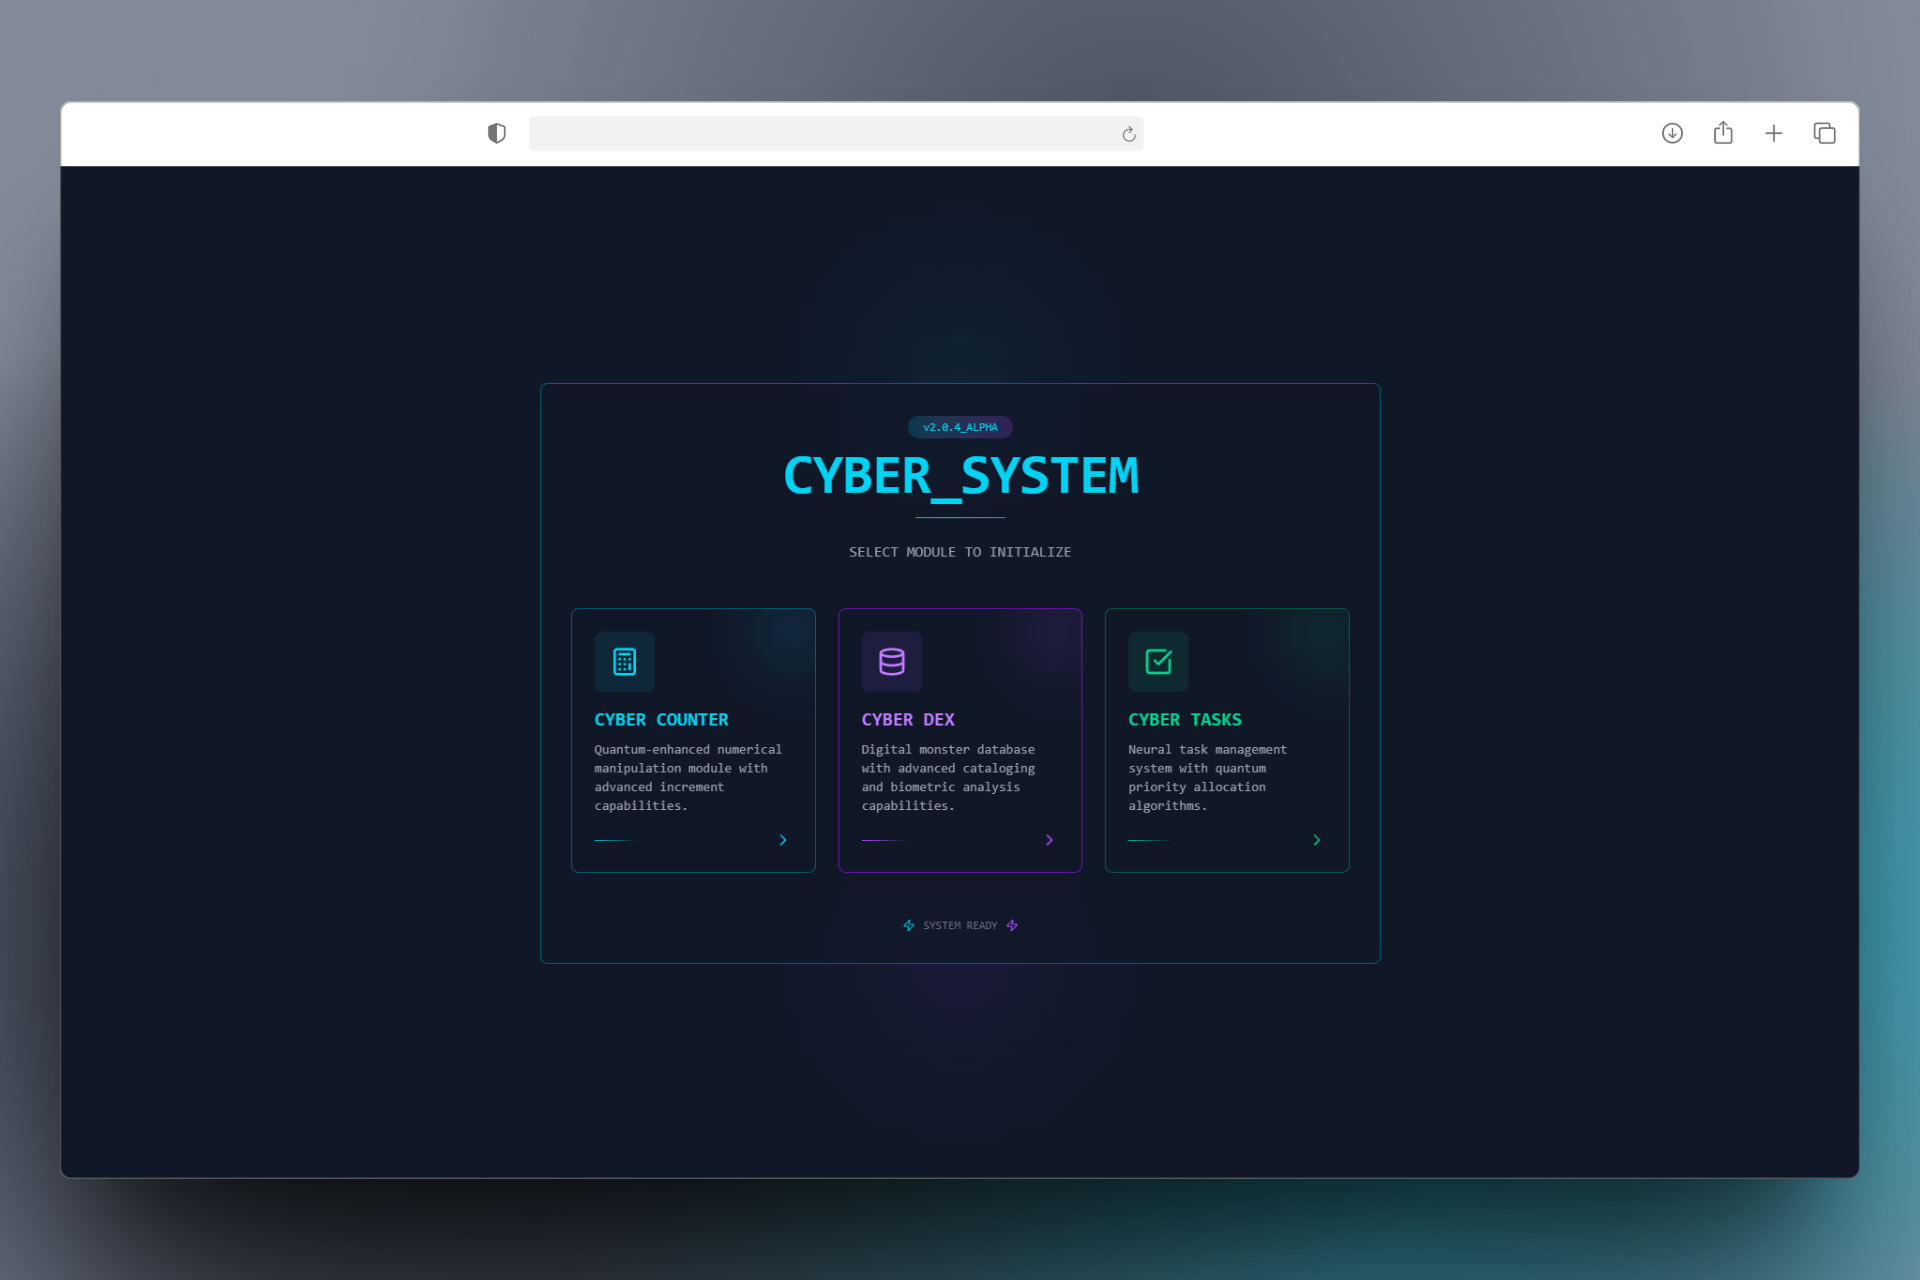 v2.0.4_ALPHA
CYBER_SYSTEM
SELECT MODULE TO INITIALIZE
CYBER COUNTER
Quantum-enhanced numerical
manipulation module with
advanced increment
capabilities.
CYBER DEX
Digital monster database
with advanced cataloging
and biometric analysis
capabilities.
CYBER TASKS
Neural task management
system with quantum
priority allocation
algorithms.
SYSTEM READY